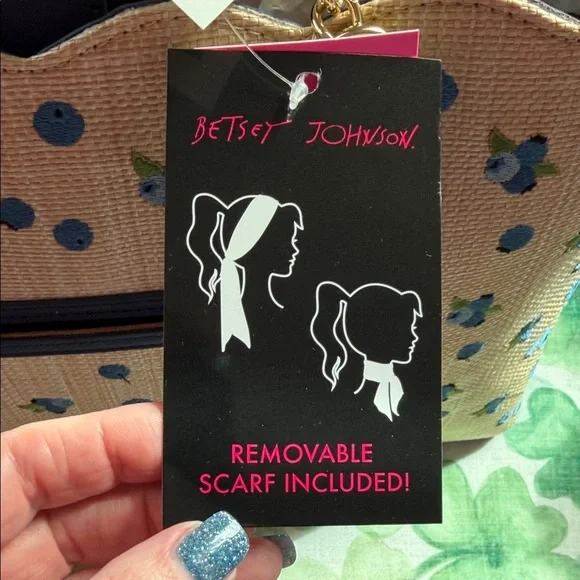 BETSEY JOHNSON.
REMOVABLE
SCARF INCLUDED!